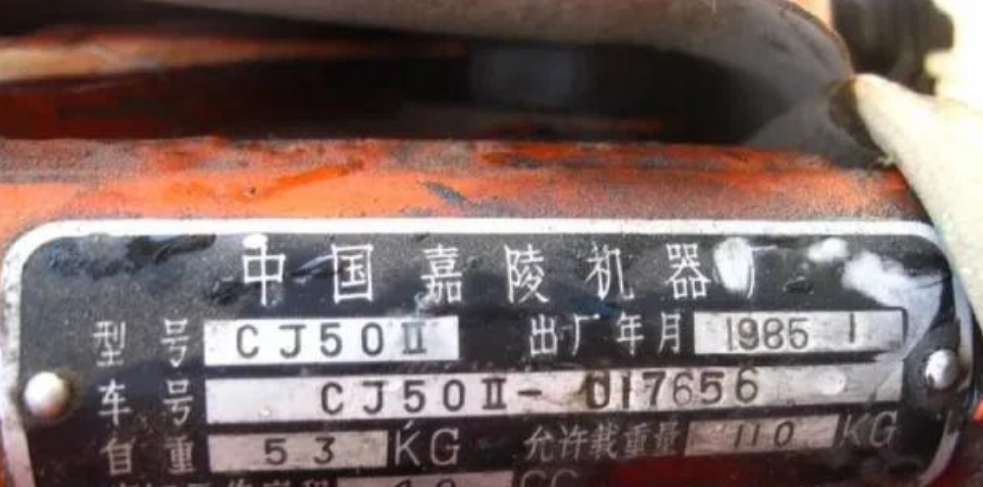 中国嘉陵机器厂
型号 CJ50Ⅱ 出厂年月 1985 1
车号 CJ50Ⅱ-017656
自重 53 KG 允许载重量 110 KG